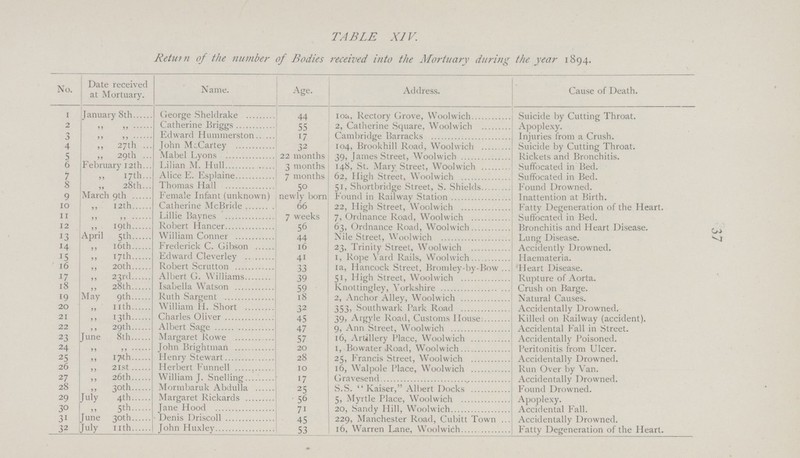 TABLE XIV.
Return of the number of Bodies received into the Mortuary during the year 1894.
No. Date received at Mortuary. Name. Age. Address. Cause of Death.
1 January 8th...... George Sheldrake ......... 44 10a, Rectory Grove, Woolwich............ Suicide by Cutting Throat.
2 ,, ,, ...... Catherine Briggs ............ 55 2, Catherine Square, Woolwich ......... Apoplexy.
3 ,, ,, ...... Edward Hummerston.... 17 Cambridge Barracks ........................ Injuries from a Crush.
4 ,, 27th ... John McCartey ............ 32 104, Brookhill Road, Woolwich ......... Suicide by Cutting Throat.
5 ,, 29th ... Mabel Lyons ............... 22 months 39, James Street, Woolwich ............... Rickets and Bronchitis.
6 February 12th... Lilian M. Hull............... 3 months 148, St. Mary Street, Woolwich ......... Suffocated in Bed.
7 ,, 17th... Alice E. Esplaine............ 7 months 62, High Street, Woolwich ............... Suffocated in Bed.
8 ,, 28th... Thomas Hall ............... 50 51, Shortbridge Street, S. Shields......... Found Drowned.
9 March 9th ...... Female Infant (unknown) newly born Found in Railway Station.................. Inattention at Birth.
10 ,, 12th...... Catherine McBride ........ 66 22, High Street, Woolwich ............... Fatty Degeneration of the Heart.
11 ,, ,, ...... Lillie Baynes ............... 7 weeks 7, Ordnance Road, Woolwich ............ Suffocated in Bed.
12 ,, 19th...... Robert Hancer............... 56 63, Ordnance Road, Woolwich............ Bronchitis and Heart Disease.
13 April 5th...... William Conner ............ 44 Nile Street, Woolwich ..................... Lung Disease.
14 ,, 16th...... Frederick C. Gibson ...... 16 23, Trinity Street, Woolwich ............ Accidently Drowned.
15 ,, 17th...... Edward Cleverley ......... 41 1, Rope Yard Rails, Woolwich............ Haemateria.
16 ,, 20th...... Robert Scrutton ............ 33 1a, Hancock Street, Bromley-by-Bow ... Heart Disease.
17 ,, 23rd...... Albert G. Williams......... 39 51, High Street, Woolwich ............... Rupture of Aorta.
18 ,, 28th...... Isabella Watson ............ 59 Knottingley, Yorkshire ..................... Crush on Barge.
19 May 9th...... Ruth Sargent ............... 18 2, Anchor Alley, Woolwich ............... Natural Causes.
20 ,, 11th...... William H. Short ......... 32 353, Southwark Park Road ............... Accidentally Drowned.
21 ,, 13th...... Charles Oliver ............... 45 39, Argyle Road, Customs House......... Killed on Railway (accident).
22 ,, 29th...... Albert Sage .................. 47 9, Ann Street, Woolwich .................. Accidental Fall in Street.
23 June 8th...... Margaret Rowe ............ 57 16, Artillery Place, Woolwich ............ Accidentally Poisoned.
24 ,, ,, ...... John Brightman ............ 20 1, Bowater Road, Woolwich............... Peritonitis from Ulcer.
25 ,, 17th...... Henry Stewart............... 28 25, Francis Street, Woolwich ............ Accidentally Drowned.
26 ,, 21st ...... Herbert Funnell ............ 10 16, Walpole Place, Woolwich ............ Run Over by Van.
27 ,, 26th...... William J. Snelling......... 17 Gravesend .................................... Accidentally Drowned.
28 ,, 30th...... Mormbaruk Abdulla ...... 25 S.S. "Kaiser," Albert Docks ............ Found Drowned.
29 July 4th...... Margaret Rickards ......... 56 5, Myrtle Place, Woolwich ............... Apoplexy.
30 ,, 5th...... Jane Hood .................. 71 20, Sandy Hill, Woolwich.................. Accidental Fall.
31 June 30th...... Denis Driscoll ............... 45 229, Manchester Road, Cubitt Town ... Accidentally Drowned.
32 July 11th...... John Huxley.................. 53 16, Warren Lane, Woolwich............... Fatty Degeneration of the Heart.
37